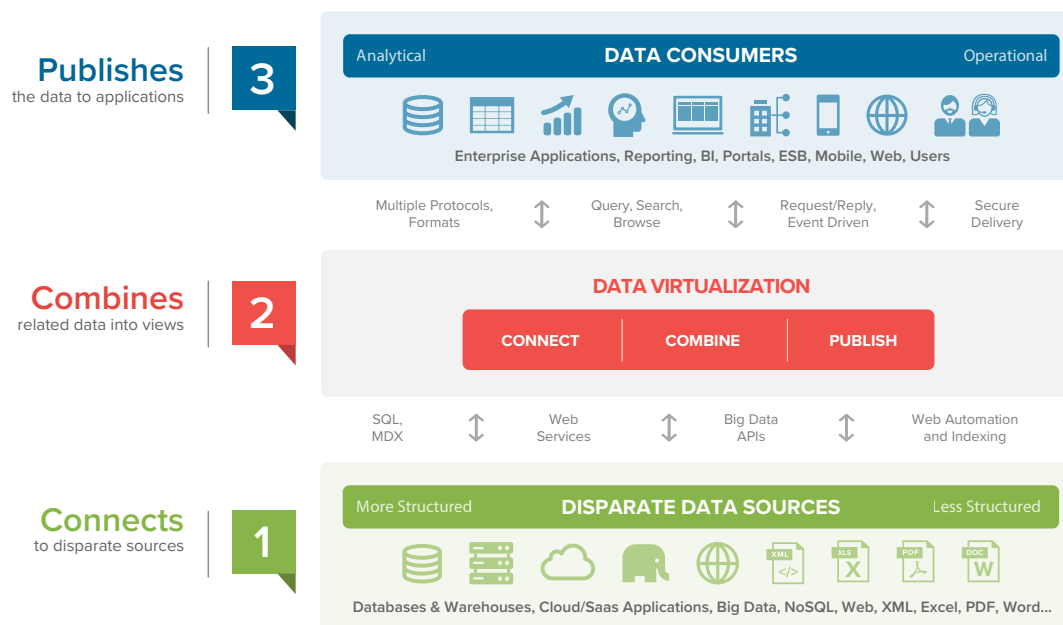 Publishes
the data to applications
3
Analytical
DATA CONSUMERS
Operational
Enterprise Applications, Reporting, BI, Portals, ESB, Mobile, Web, Users
Multiple Protocols,
Formats
Query, Search,
Browse
Request/Reply,
Event Driven
Secure
Delivery
Combines
related data into views
2
DATA VIRTUALIZATION
CONNECT
COMBINE
PUBLISH
SQL,
MDX
Web
Services
Big Data
APIs
Web Automation
and Indexing
Connects
to disparate sources
1
More Structured
DISPARATE DATA SOURCES
Less Structured
XML
</>
XLS
X
PDF
DOC
W
Databases & Warehouses, Cloud/Saas Applications, Big Data, NoSQL, Web, XML, Excel, PDF, Word...